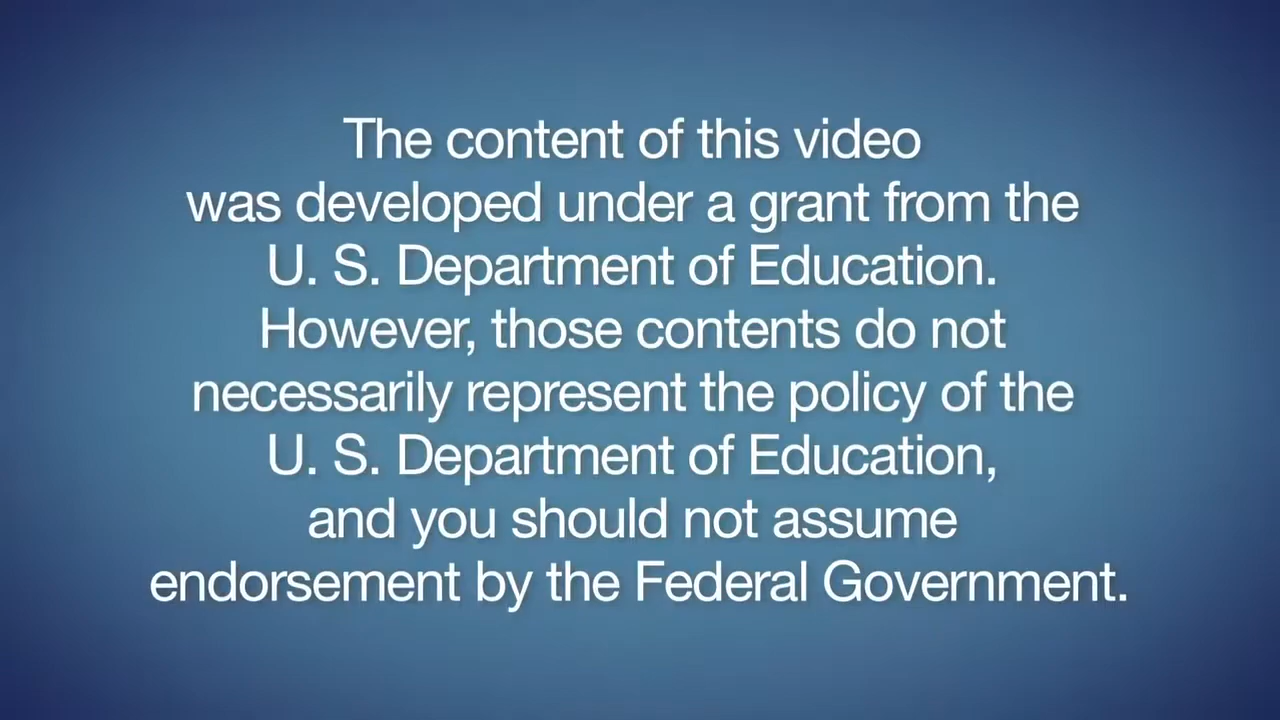 The content of this video
was developed under a grant from the
U. S. Department of Education.
However, those contents do not
necessarily represent the policy of the
U. S. Department of Education,
and you should not assume
endorsement by the Federal Government.